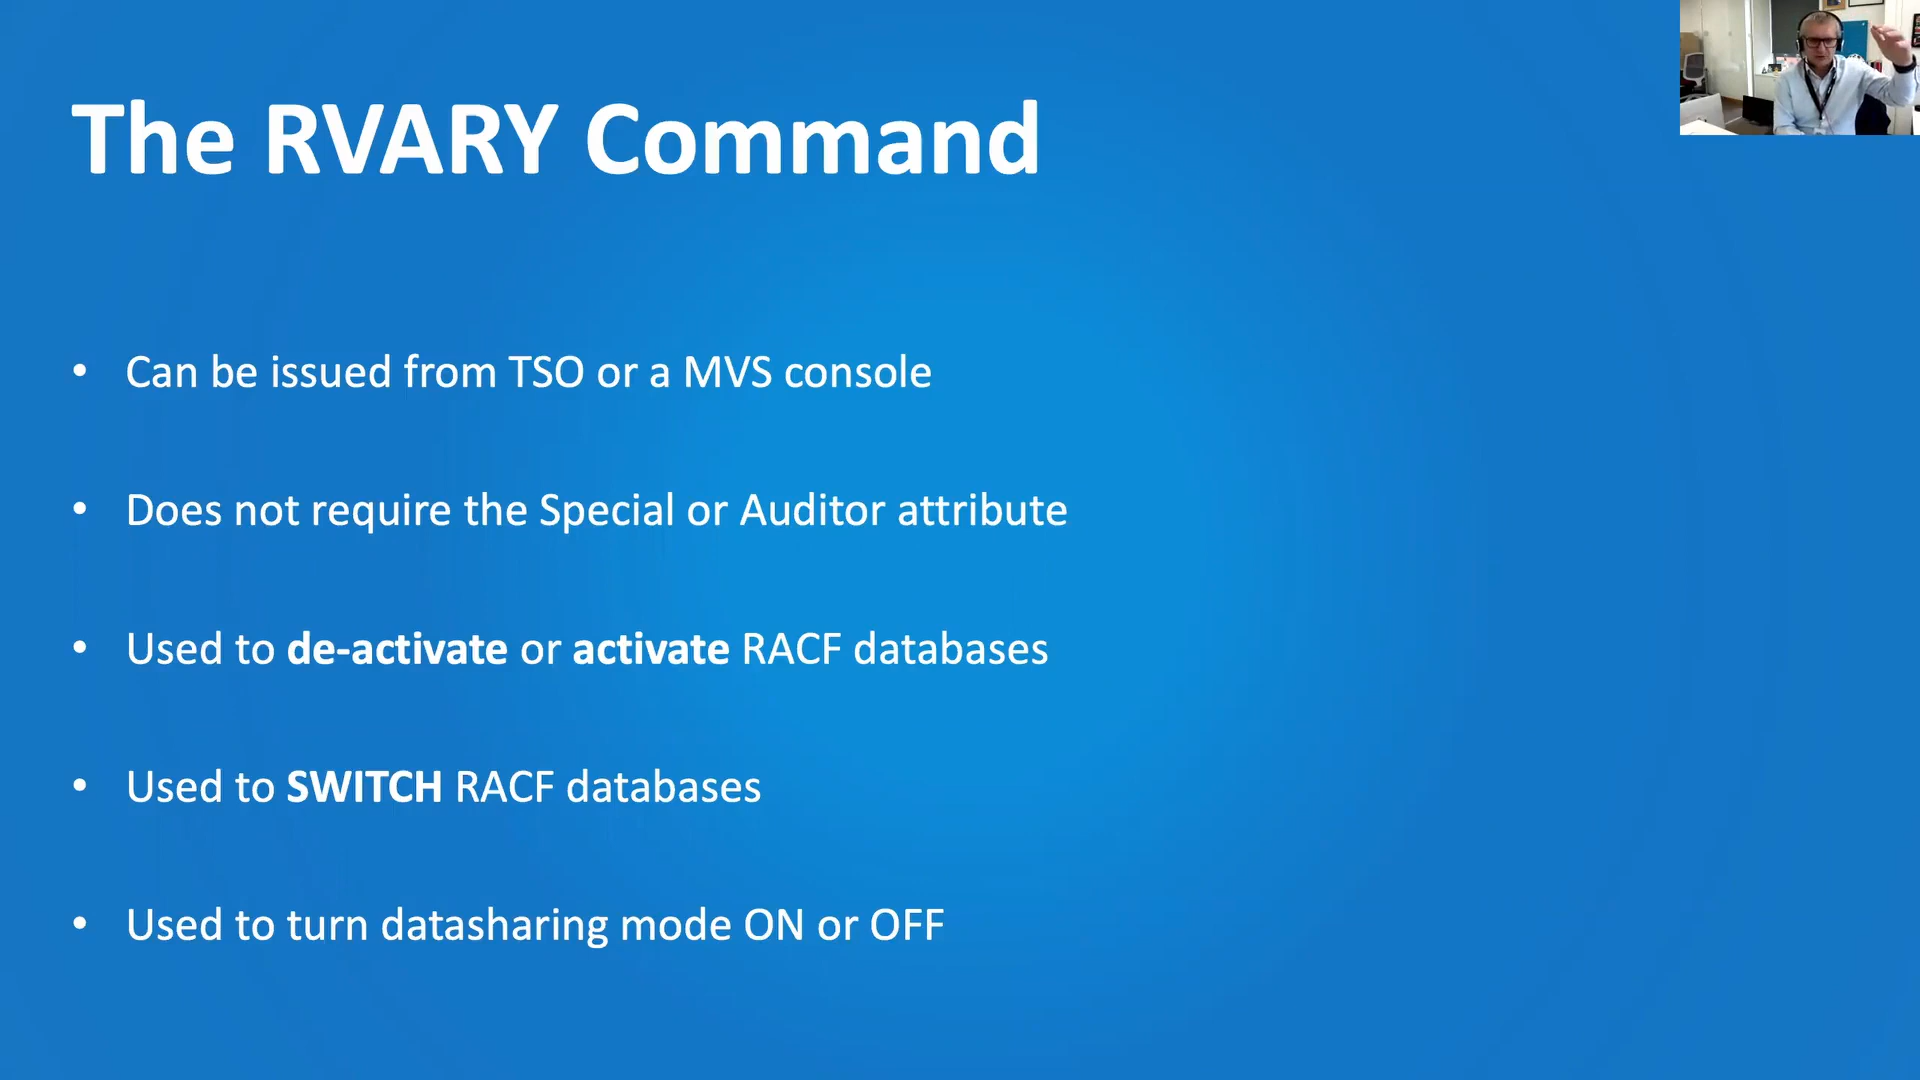 The RVARY Command
• Can be issued from TSO or a MVS console
• Does not require the Special or Auditor attribute
• Used to de-activate or activate RACF databases
• Used to SWITCH RACF databases
• Used to turn datasharing mode ON or OFF